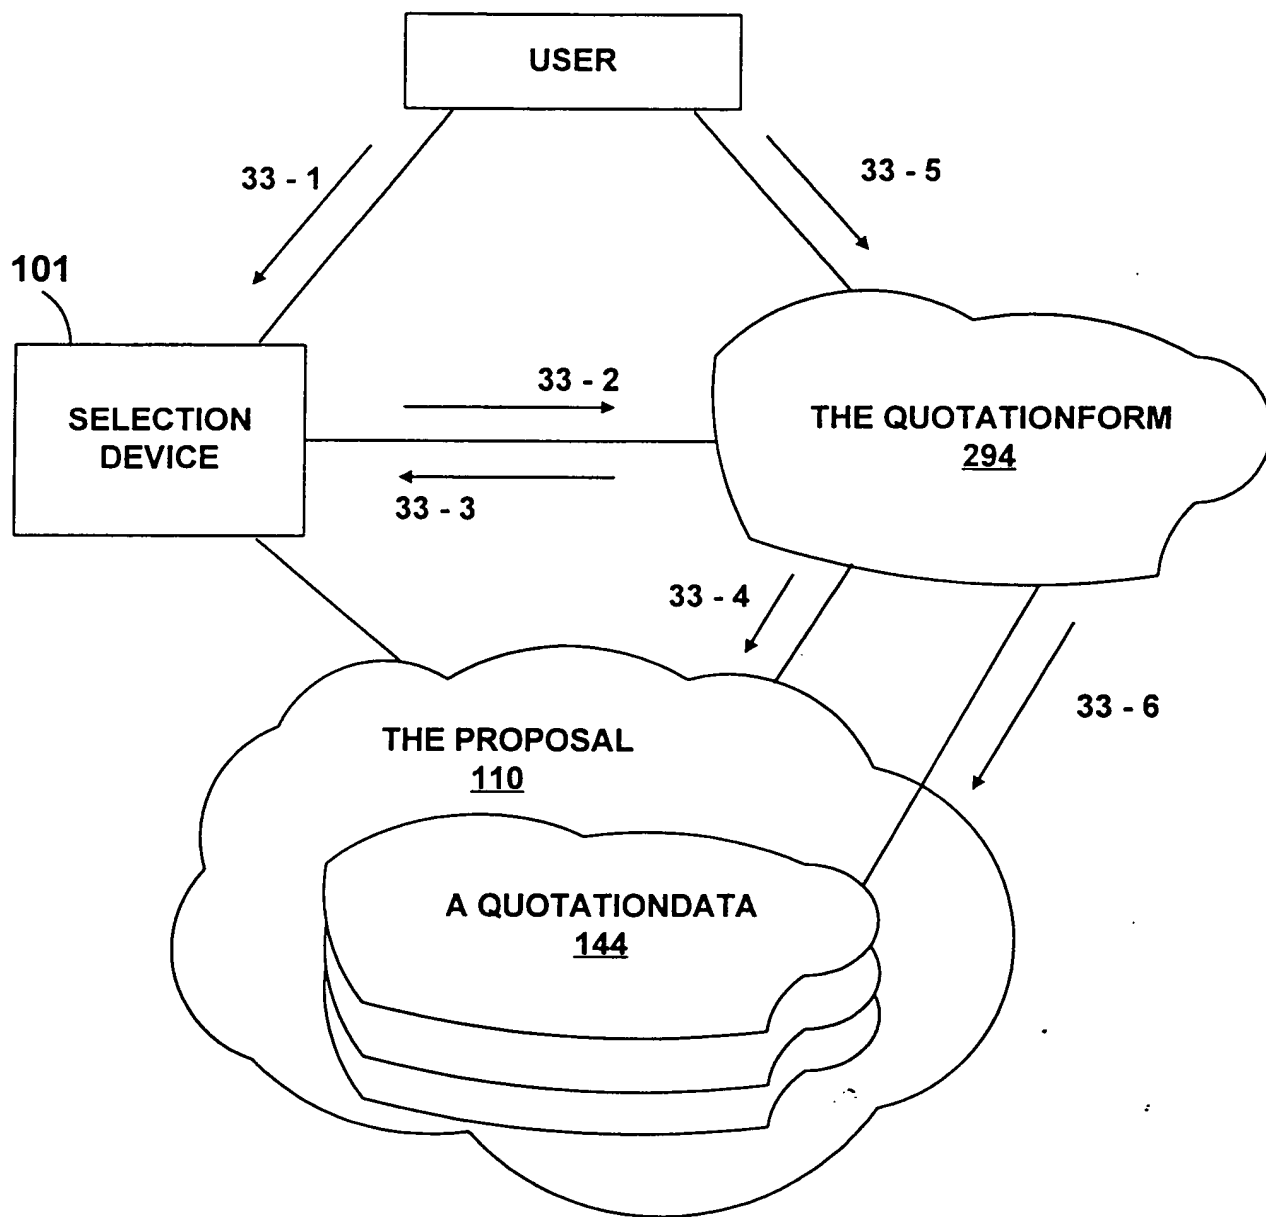 USER
33 - 1
33 - 5
101
SELECTION
DEVICE
33 - 2
THE QUOTATIONFORM
294
33 - 3
33 - 4
33 - 6
THE PROPOSAL
110
A QUOTATIONDATA
144